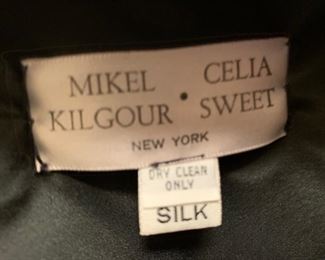 MIKEL • CELIA
KILGOUR SWEET
NEW YORK
DRY CLEAN
ONLY
SILK